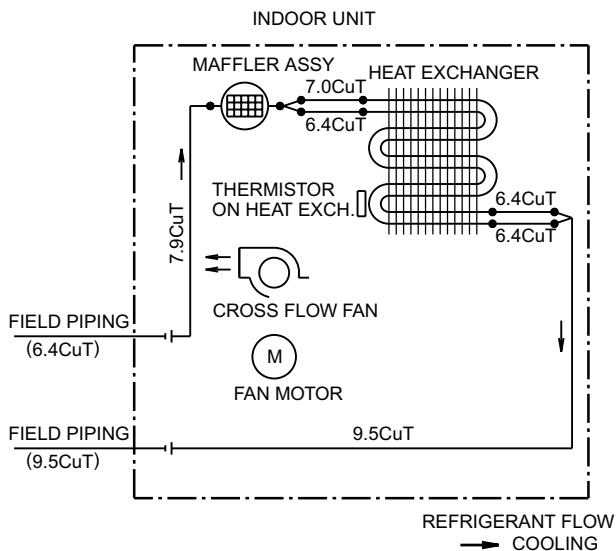 INDOOR UNIT
MAFFLER ASSY
7.0CuT
HEAT EXCHANGER
6.4CuT
THERMISTOR
ON HEAT EXCH.
6.4CuT
6.4CuT
7.9CuT
CROSS FLOW FAN
FIELD PIPING
(6.4CuT)
M
FAN MOTOR
FIELD PIPING
(9.5CuT)
9.5CuT
REFRIGERANT FLOW
COOLING